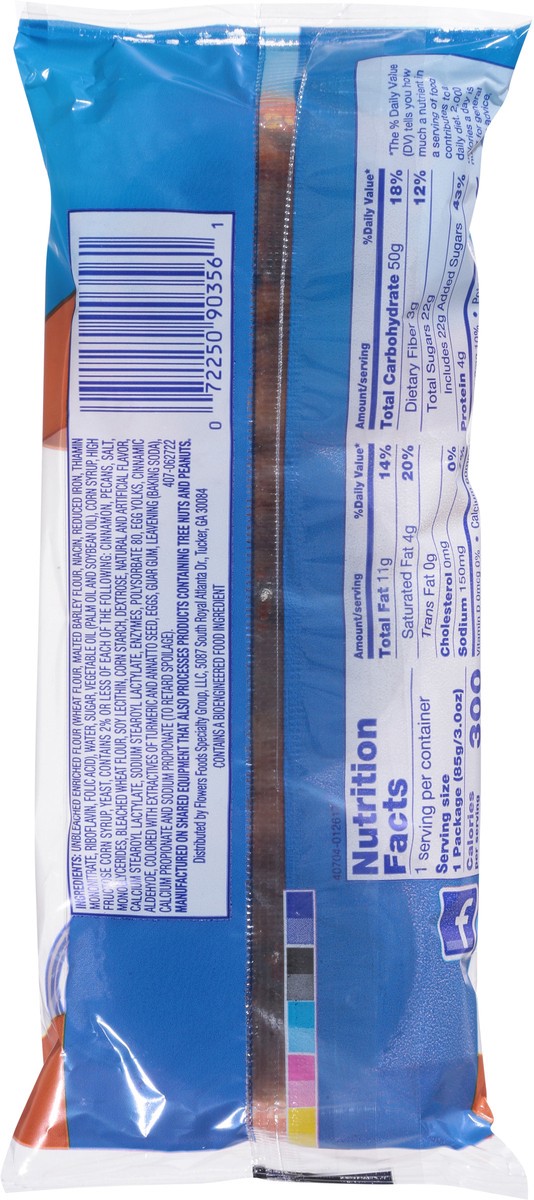 0 72250 90356 1
INGREDIENTS: UNBLEACHED ENRICHED FLOUR (WHEAT FLOUR, MALTED BARLEY FLOUR, NIACIN, REDUCED IRON, THIAMIN
MONONITRATE, RIBOFLAVIN, FOLIC ACID), WATER, SUGAR, VEGETABLE OIL (PALM OIL AND SOYBEAN OIL), CORN SYRUP, HIGH
FRUCTOSE CORN SYRUP, YEAST, CONTAINS 2% OR LESS OF EACH OF THE FOLLOWING: CINNAMON, PECANS, SALT,
MONOGLYCERIDES, BLEACHED WHEAT FLOUR, SOY LECITHIN, CORN STARCH, DEXTROSE, NATURAL AND ARTIFICIAL FLAVOR,
CALCIUM STEAROYL LACTYLATE, SODIUM STEAROYL LACTYLATE, ENZYMES, POLYSORBATE 80, EGG YOLKS, CINNAMIC
ALDEHYDE, COLORED WITH EXTRACTIVES OF TURMERIC AND ANNATTO SEED, EGGS, GUAR GUM, LEAVENING (BAKING SODA),
CALCIUM PROPIONATE AND SODIUM PROPIONATE (TO RETARD SPOILAGE). 407-062722
MANUFACTURED ON SHARED EQUIPMENT THAT ALSO PROCESSES PRODUCTS CONTAINING TREE NUTS AND PEANUTS.
Distributed by Flowers Foods Specialty Group, LLC, 5087 South Royal Atlanta Dr., Tucker, GA 30084
CONTAINS A BIOENGINEERED FOOD INGREDIENT
Nutrition
Facts
1 serving per container
Serving size
1 Package (85g/3.0oz)
Calories 300
per serving
Amount/serving %Daily Value*
Total Fat 11g 14%
Saturated Fat 4g 20%
Trans Fat 0g
Cholesterol 0mg 0%
Sodium 150mg
Vitamin D 0mcg 0% •
Amount/serving %Daily Value*
Total Carbohydrate 50g 18%
Dietary Fiber 3g 12%
Total Sugars 22g
Includes 22g Added Sugars 43%
Protein 4g
*The % Daily Value
(DV) tells you how
much a nutrient in
a serving of food
contributes to
daily diet. 2,000
calories a day is
for general
advice.
f